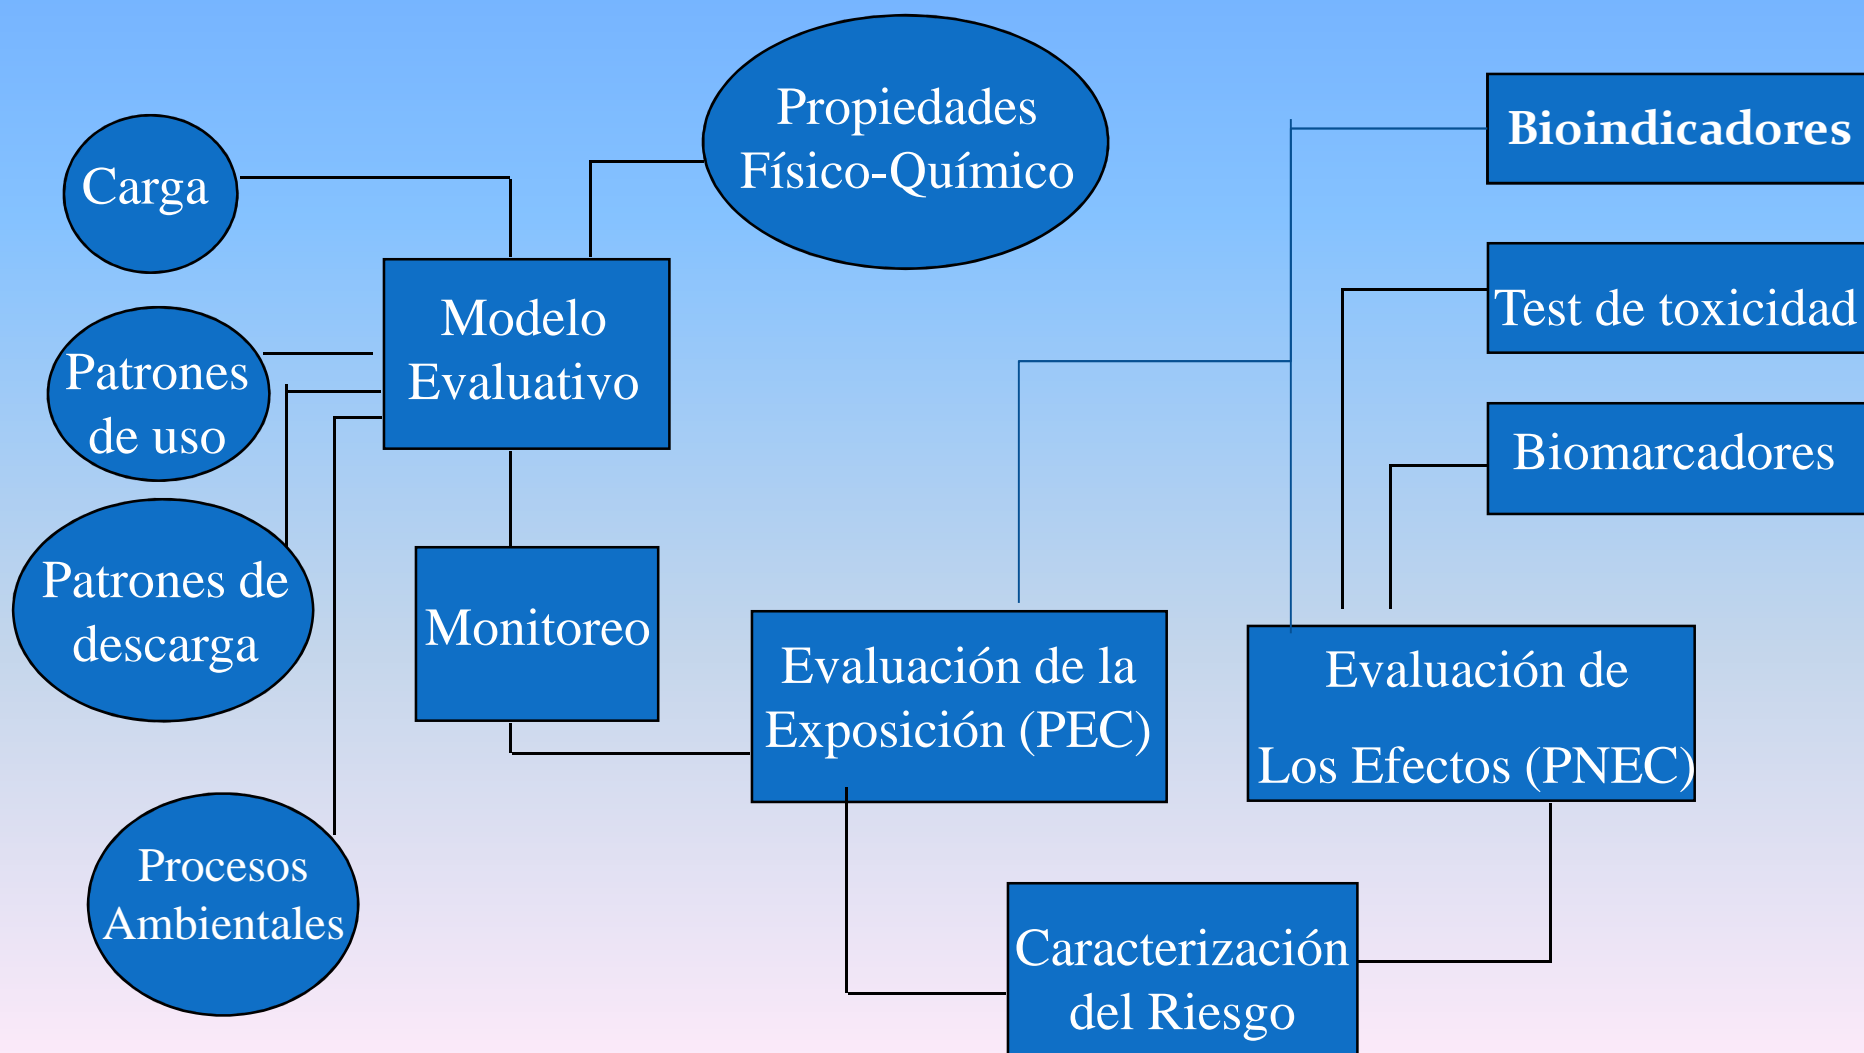 Propiedades
Físico-Químico
Carga
Bioindicadores
Modelo
Evaluativo
Test de toxicidad
Patrones
de uso
Biomarcadores
Patrones de
descarga
Monitoreo
Evaluación de la
Exposición (PEC)
Evaluación de
Los Efectos (PNEC)
Procesos
Ambientales
Caracterización
del Riesgo